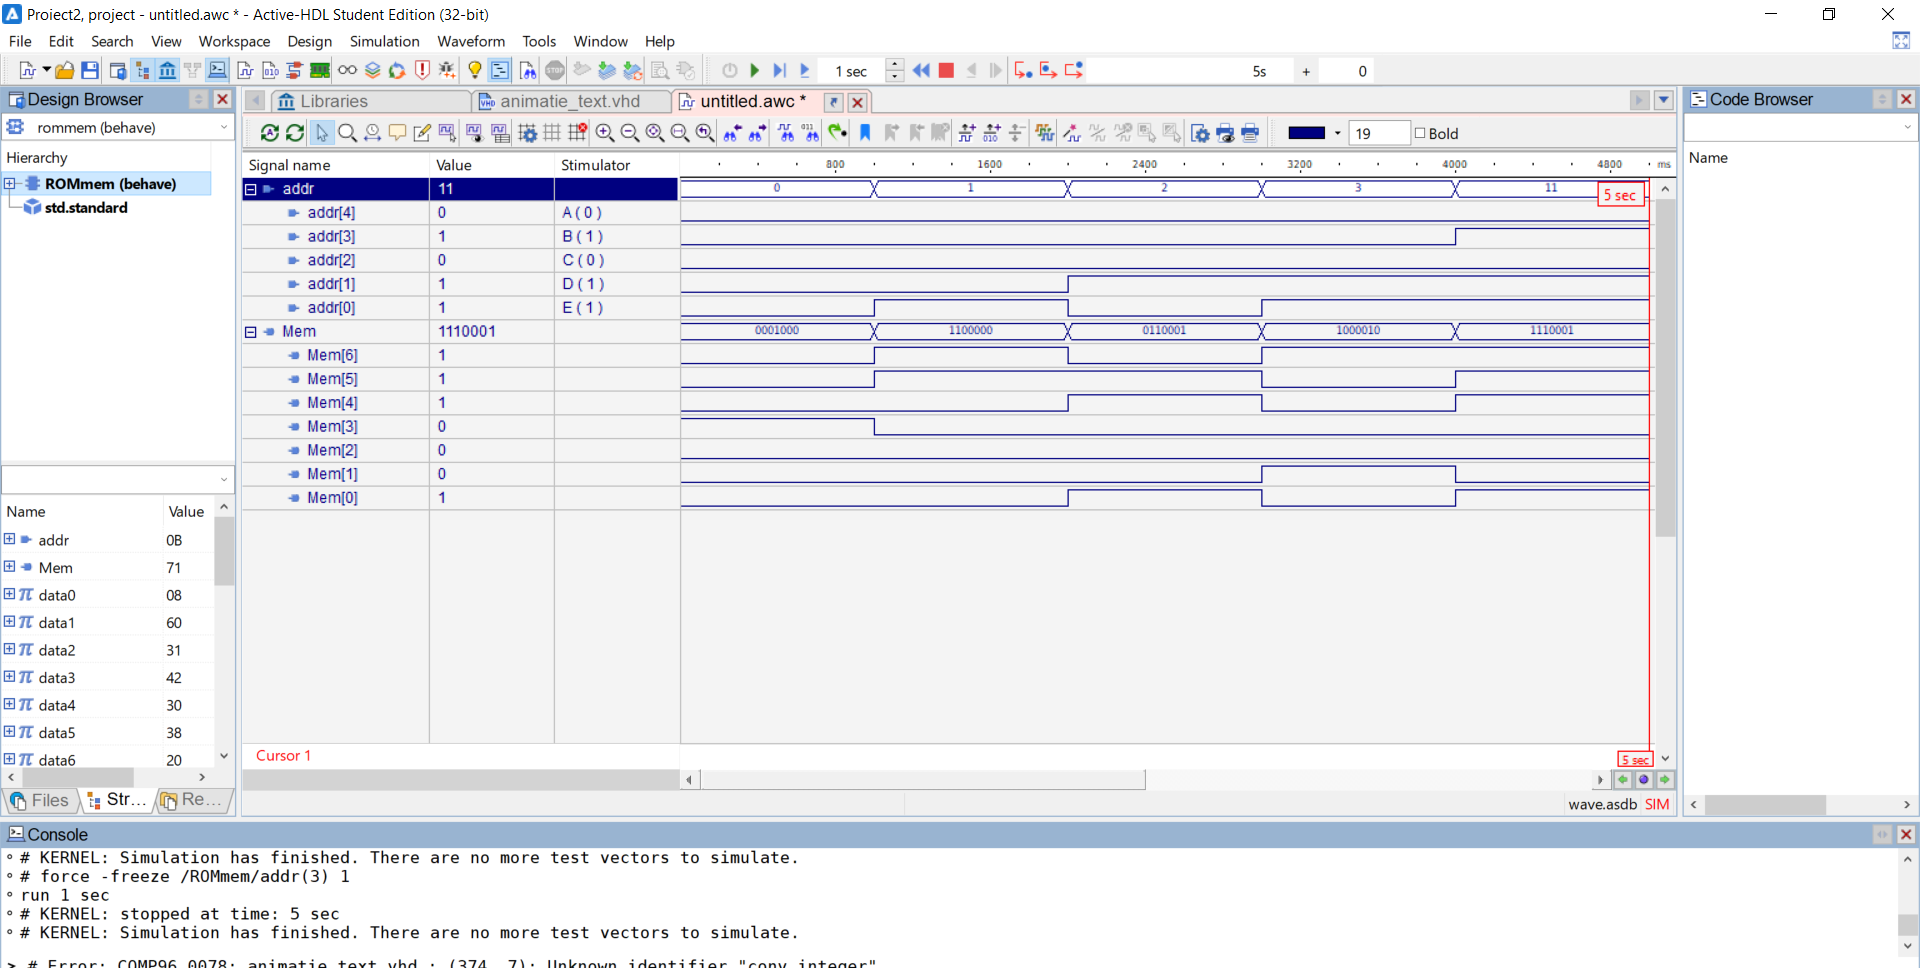 Proiect2, project - untitled.awc * - Active-HDL Student Edition (32-bit)
File Edit Search View Workspace Design Simulation Waveform Tools Window Help
1 sec 5s + 0
Design Browser
Libraries animatie_text.vhd untitled.awc *
Code Browser
rommem (behave)
19 Bold
Hierarchy
ROMmem (behave)
std.standard
Signal name Value Stimulator 800 1600 2400 3200 4000 4800 ms
addr 11 0 1 2 3 11
5 sec
addr[4] 0 A ( 0 )
addr[3] 1 B ( 1 )
addr[2] 0 C ( 0 )
addr[1] 1 D ( 1 )
addr[0] 1 E ( 1 )
Mem 1110001 0001000 1100000 0110001 1000010 1110001
Mem[6] 1
Mem[5] 1
Mem[4] 1
Mem[3] 0
Mem[2] 0
Mem[1] 0
Mem[0] 1
Cursor 1
5 sec
wave.asdb SIM
Name
Name Value
addr 0B
Mem 71
data0 08
data1 60
data2 31
data3 42
data4 30
data5 38
data6 20
Files Str... Re...
Console
# KERNEL: Simulation has finished. There are no more test vectors to simulate.
# force -freeze /ROMmem/addr(3) 1
run 1 sec
# KERNEL: stopped at time: 5 sec
# KERNEL: Simulation has finished. There are no more test vectors to simulate.
> # Error: COMP96_0078: animatie_text.vhd : (374, 7): Unknown identifier "conv_integer"